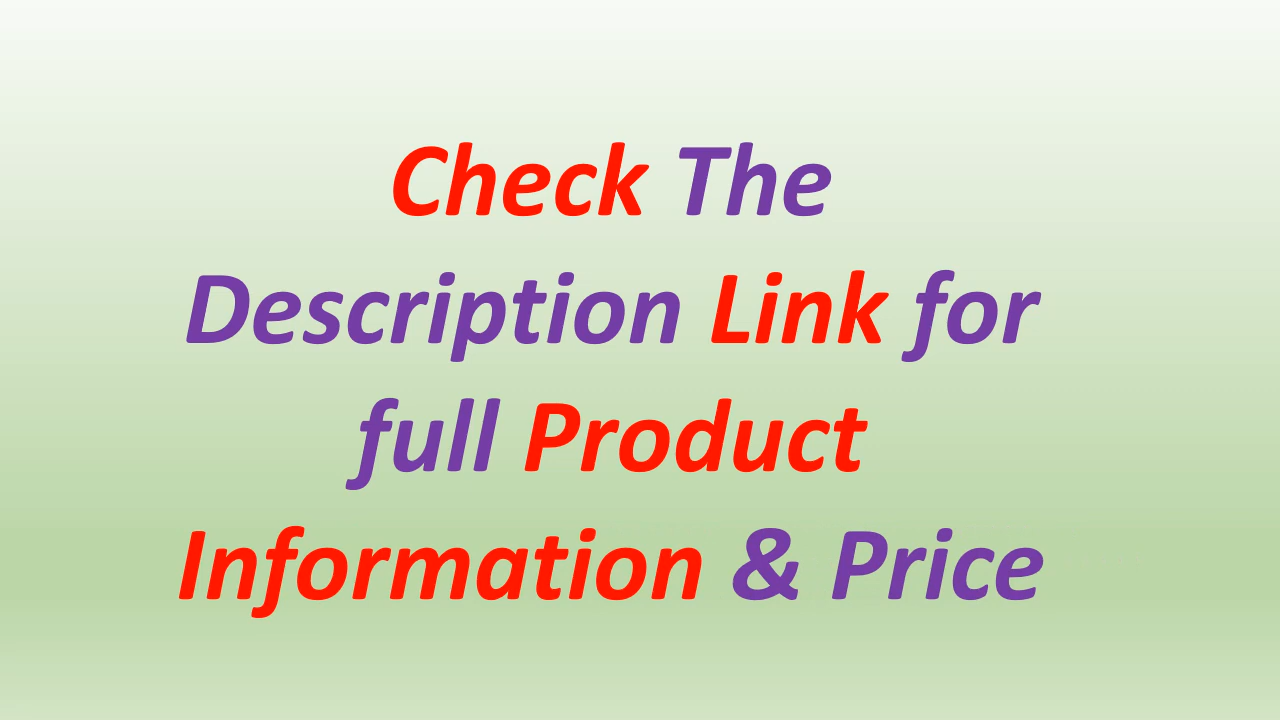 Check The
Description Link for
full Product
Information & Price